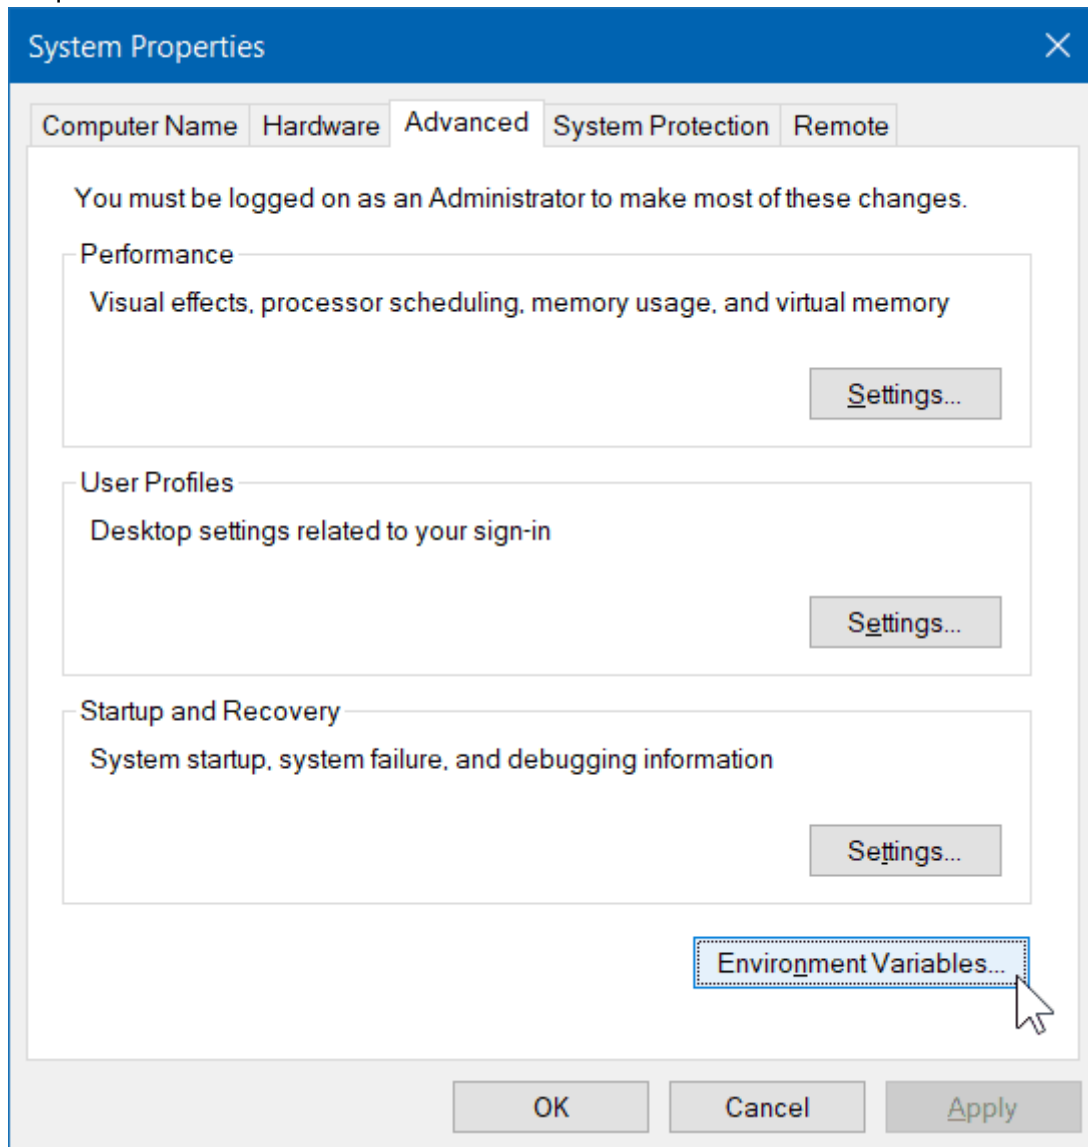 System Properties
Computer Name Hardware Advanced System Protection Remote
You must be logged on as an Administrator to make most of these changes.
Performance
Visual effects, processor scheduling, memory usage, and virtual memory
Settings...
User Profiles
Desktop settings related to your sign-in
Settings...
Startup and Recovery
System startup, system failure, and debugging information
Settings...
Environment Variables...
OK Cancel Apply